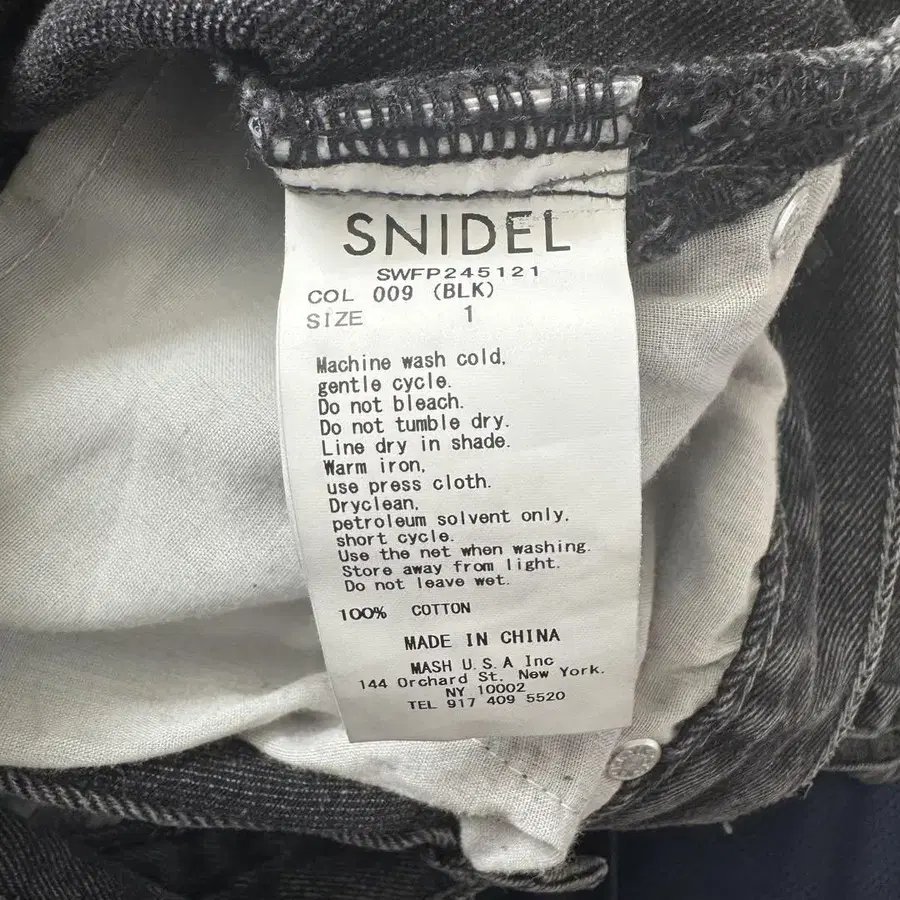 SNIDEL
SWFP245121
COL 009 (BLK)
SIZE 1
Machine wash cold,
gentle cycle.
Do not bleach.
Do not tumble dry.
Line dry in shade.
Warm iron,
use press cloth.
Dryclean,
petroleum solvent only,
short cycle.
Use the net when washing.
Store away from light.
Do not leave wet.
100% COTTON
MADE IN CHINA
MASH U.S.A Inc
144 Orchard St. New York.
NY 10002
TEL 917 409 5520